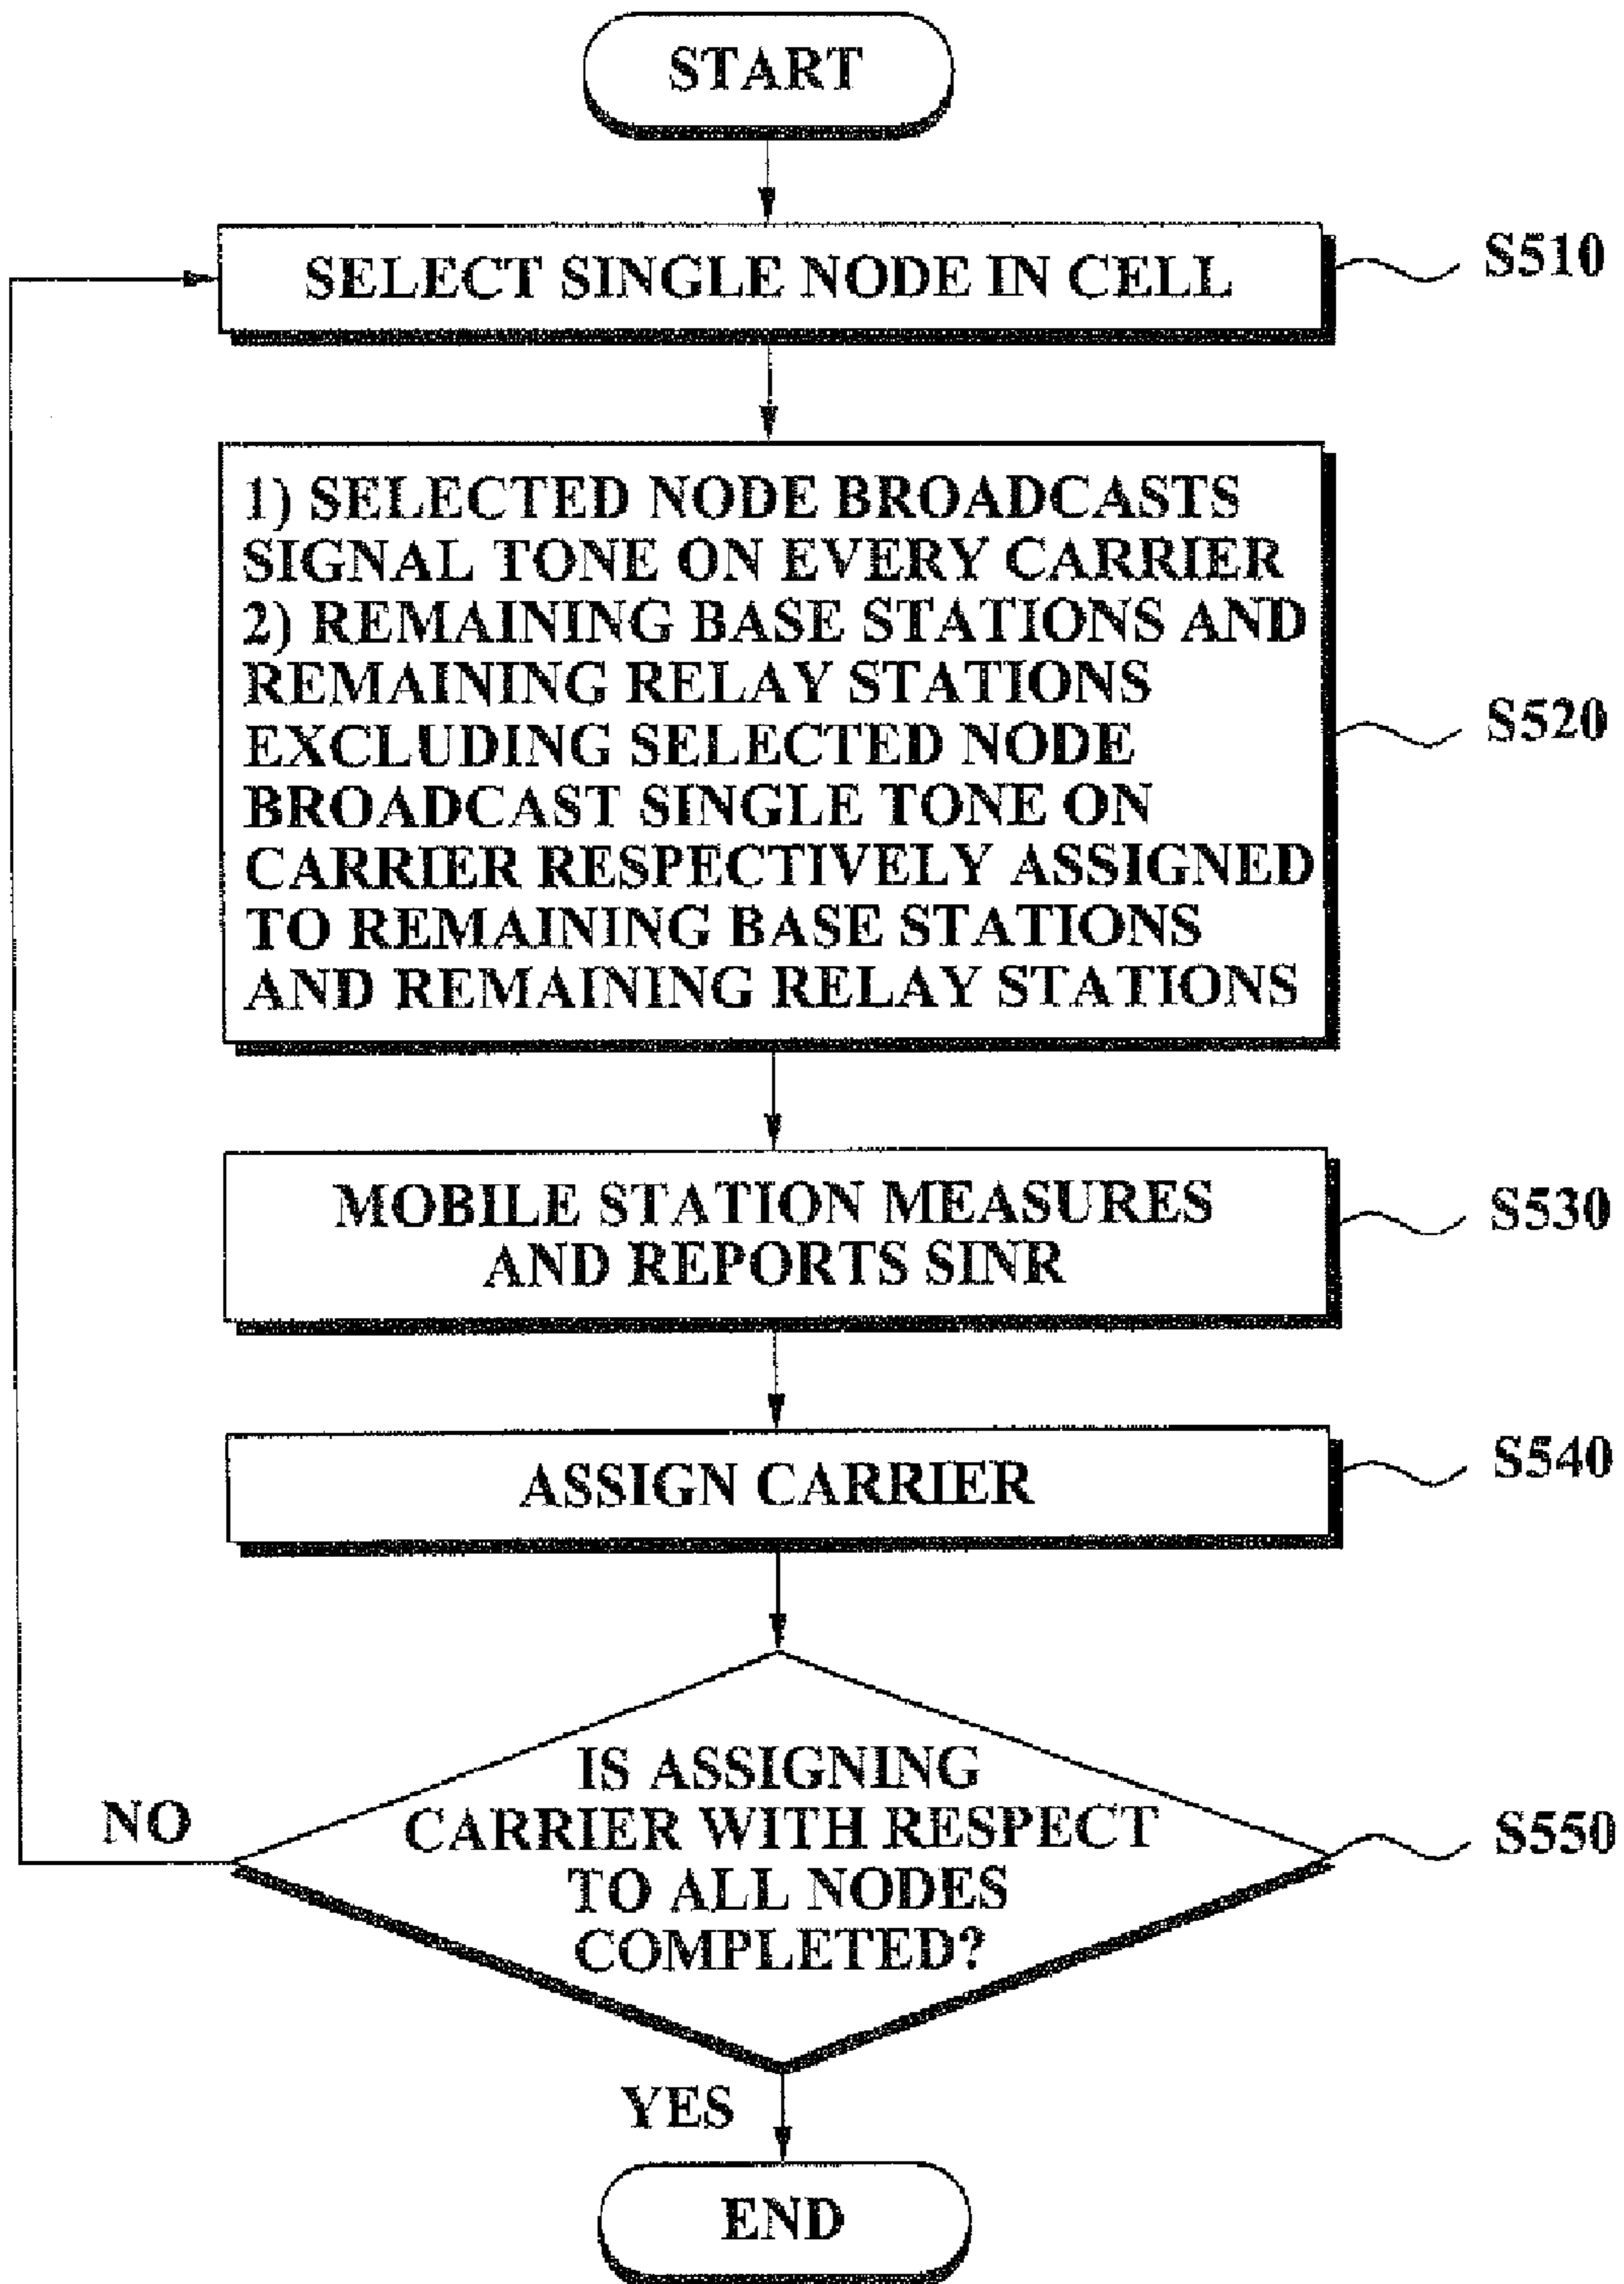 START
SELECT SINGLE NODE IN CELL
S510
1) SELECTED NODE BROADCASTS
SIGNAL TONE ON EVERY CARRIER
2) REMAINING BASE STATIONS AND
REMAINING RELAY STATIONS
EXCLUDING SELECTED NODE
BROADCAST SINGLE TONE ON
CARRIER RESPECTIVELY ASSIGNED
TO REMAINING BASE STATIONS
AND REMAINING RELAY STATIONS
S520
MOBILE STATION MEASURES
AND REPORTS SINR
S530
ASSIGN CARRIER
S540
IS ASSIGNING
CARRIER WITH RESPECT
TO ALL NODES
COMPLETED?
S550
NO
YES
END